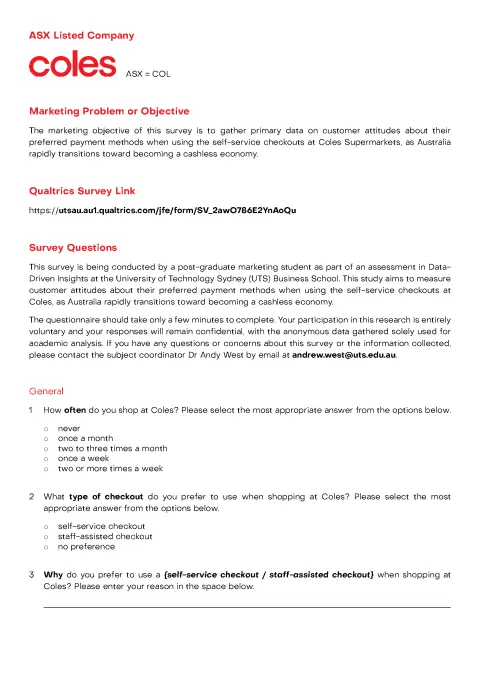 ASX Listed Company
coles ASX = COL
Marketing Problem or Objective
The marketing objective of this survey is to gather primary data on customer attitudes about their
preferred payment methods when using the self-service checkouts at Coles Supermarkets, as Australia
rapidly transitions toward becoming a cashless economy.
Qualtrics Survey Link
https://utsau.au1.qualtrics.com/jfe/form/SV_2awO786E2YnAoQu
Survey Questions
This survey is being conducted by a post-graduate marketing student as part of an assessment in Data-
Driven Insights at the University of Technology Sydney (UTS) Business School. This study aims to measure
customer attitudes about their preferred payment methods when using the self-service checkouts at
Coles, as Australia rapidly transitions toward becoming a cashless economy.
The questionnaire should take only a few minutes to complete. Your participation in this research is entirely
voluntary and your responses will remain confidential, with the anonymous data gathered solely used for
academic analysis. If you have any questions or concerns about this survey or the information collected,
please contact the subject coordinator Dr Andy West by email at andrew.west@uts.edu.au.
General
1 How often do you shop at Coles? Please select the most appropriate answer from the options below.
○ never
○ once a month
○ two to three times a month
○ once a week
○ two or more times a week
2 What type of checkout do you prefer to use when shopping at Coles? Please select the most
appropriate answer from the options below.
○ self-service checkout
○ staff-assisted checkout
○ no preference
3 Why do you prefer to use a {self-service checkout / staff-assisted checkout} when shopping at
Coles? Please enter your reason in the space below.